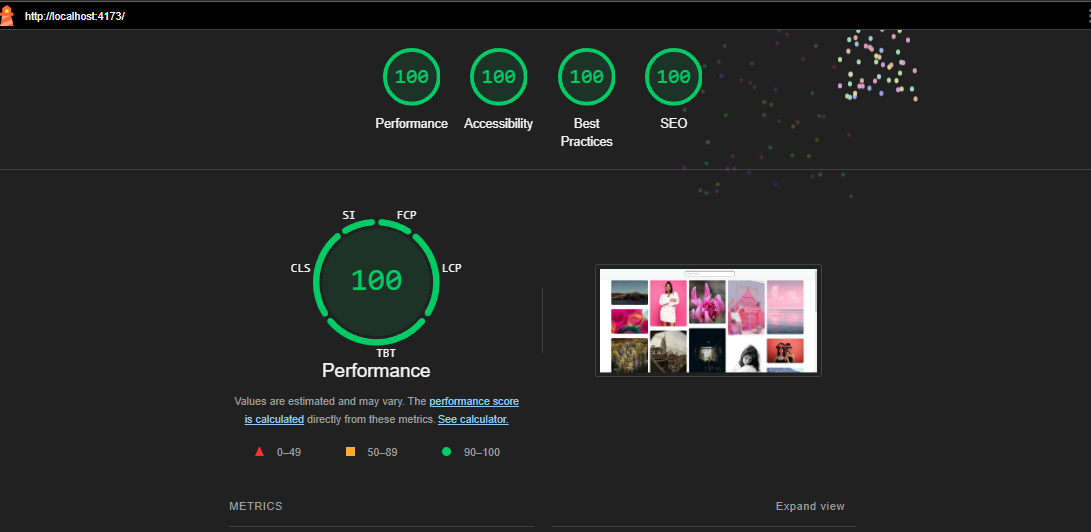 http://localhost:4173/
100 100 100 100
Performance Accessibility Best Practices SEO
SI FCP
CLS LCP
100
TBT
Performance
Values are estimated and may vary. The performance score
is calculated directly from these metrics. See calculator.
0–49 50–89 90–100
METRICS Expand view